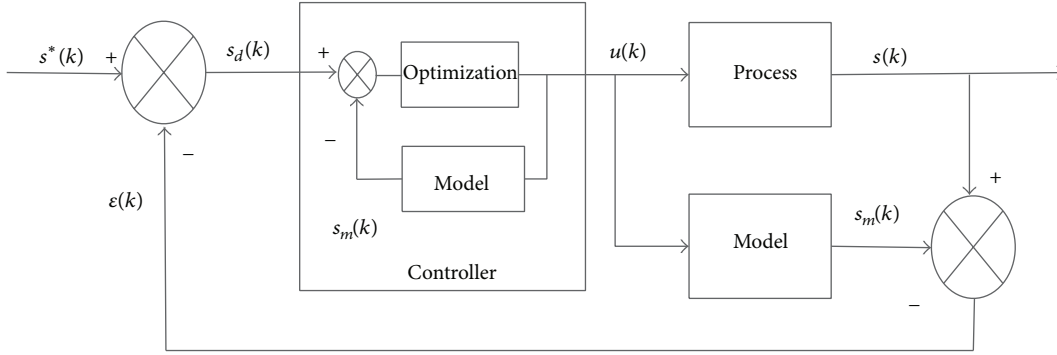 s*(k)
+
−
s_d(k)
+
−
Optimization
Model
s_m(k)
Controller
u(k)
Process
s(k)
Model
s_m(k)
+
−
ε(k)